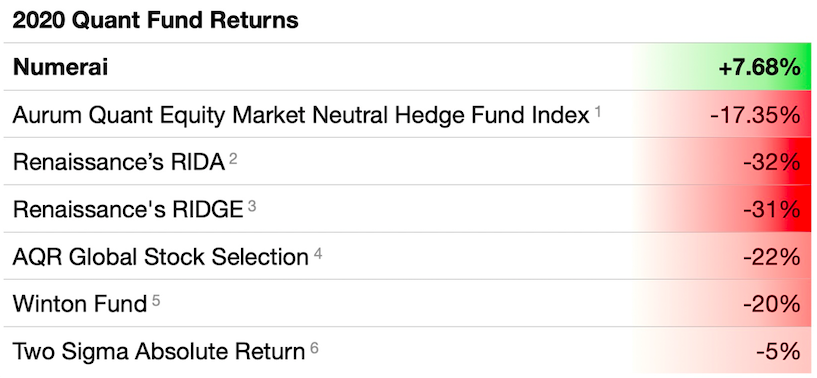 2020 Quant Fund Returns
Numerai +7.68%
Aurum Quant Equity Market Neutral Hedge Fund Index 1 -17.35%
Renaissance’s RIDA 2 -32%
Renaissance's RIDGE 3 -31%
AQR Global Stock Selection 4 -22%
Winton Fund 5 -20%
Two Sigma Absolute Return 6 -5%